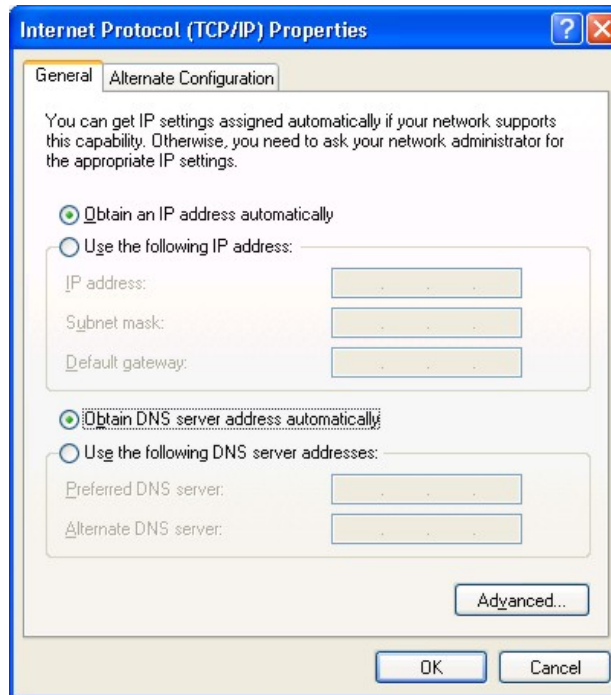 Internet Protocol (TCP/IP) Properties
General Alternate Configuration
You can get IP settings assigned automatically if your network supports
this capability. Otherwise, you need to ask your network administrator for
the appropriate IP settings.
Obtain an IP address automatically
Use the following IP address:
IP address:
Subnet mask:
Default gateway:
Obtain DNS server address automatically
Use the following DNS server addresses:
Preferred DNS server:
Alternate DNS server:
Advanced...
OK Cancel